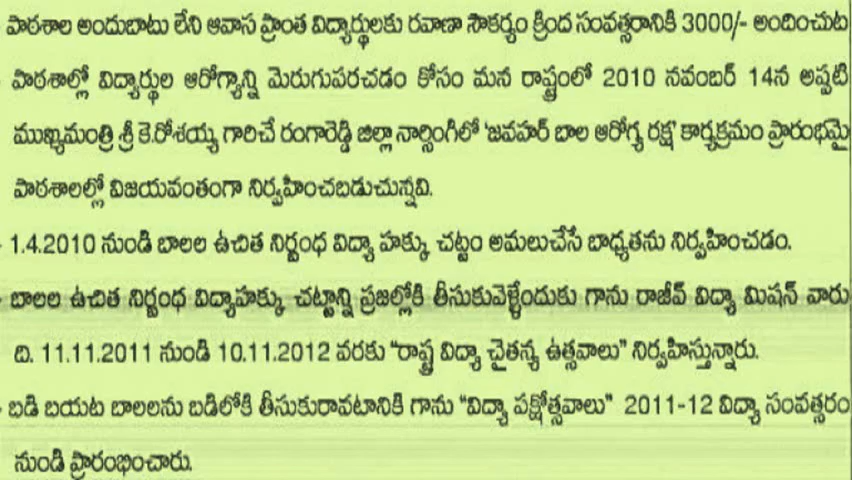 పాఠశాల అందుబాటు లేని ఆవాస ప్రాంత విద్యార్థులకు రవాణా సౌకర్యం క్రింద సంవత్సరానికి 3000/- అందించుట
పాఠశాల్లో విద్యార్థుల ఆరోగ్యాన్ని మెరుగుపరచడం కోసం మన రాష్ట్రంలో 2010 నవంబర్ 14న అప్పటి
ముఖ్యమంత్రి శ్రీ కె.రోశయ్య గారిచే రంగారెడ్డి జిల్లా నార్సింగిలో 'జవహర్ బాల ఆరోగ్య రక్ష' కార్యక్రమం ప్రారంభమై
పాఠశాలల్లో విజయవంతంగా నిర్వహించబడుచున్నవి.
- 1.4.2010 నుండి బాలల ఉచిత నిర్బంధ విద్యా హక్కు చట్టం అమలుచేసే బాధ్యతను నిర్వహించడం.
- బాలల ఉచిత నిర్బంధ విద్యాహక్కు చట్టాన్ని ప్రజల్లోకి తీసుకువెళ్ళేందుకు గాను రాజీవ్ విద్యా మిషన్ వారు
ది. 11.11.2011 నుండి 10.11.2012 వరకు "రాష్ట్ర విద్యా చైతన్య ఉత్సవాలు" నిర్వహిస్తున్నారు.
- బడి బయట బాలలను బడిలోకి తీసుకురావటానికి గాను "విద్యా పక్షోత్సవాలు" 2011-12 విద్యా సంవత్సరం
నుండి ప్రారంభించారు.